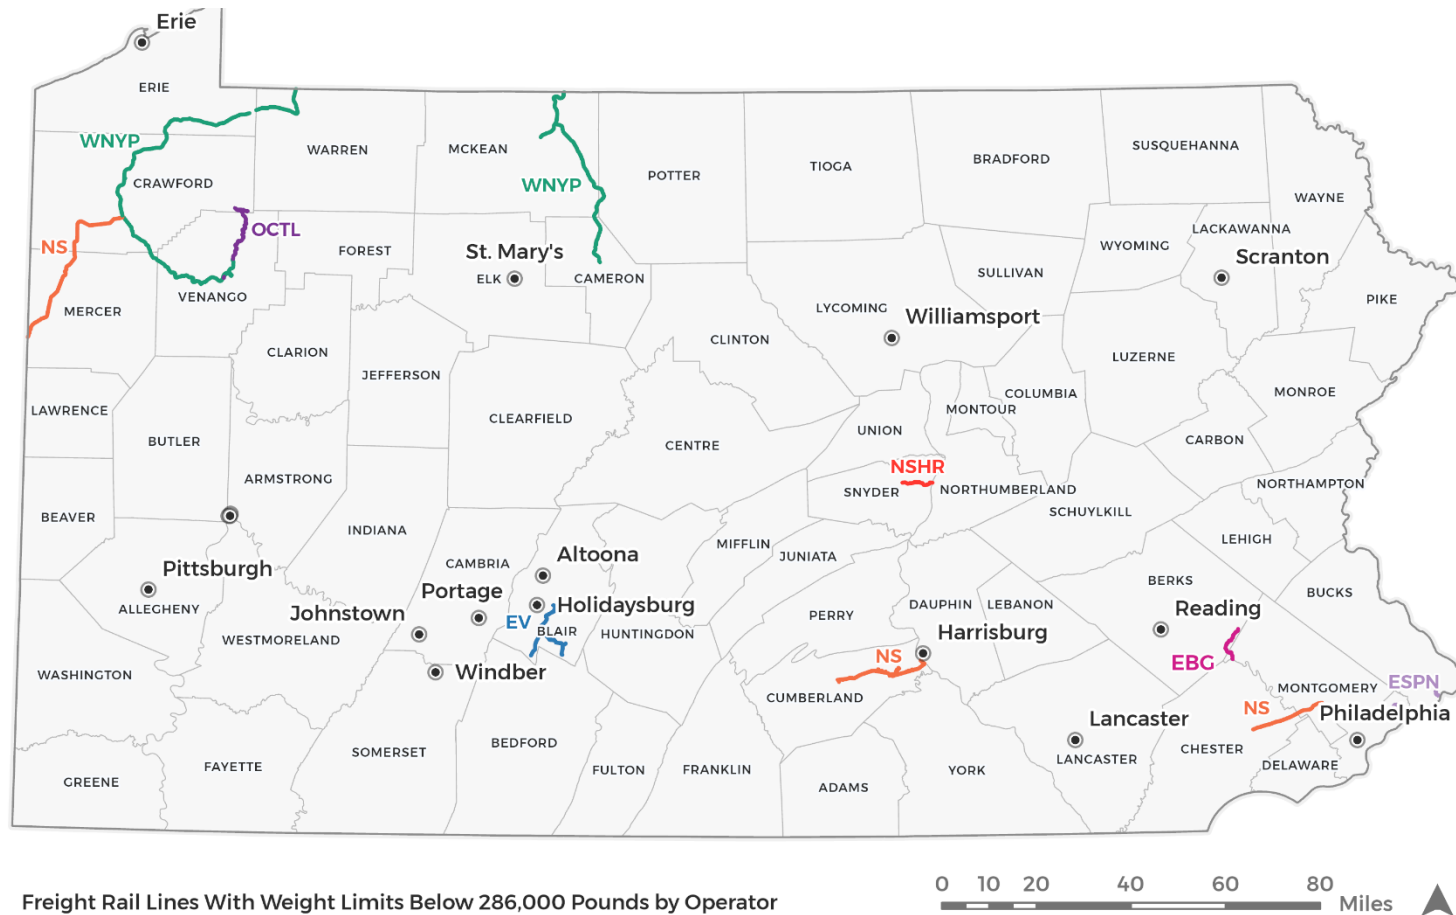 Erie
ERIE
WNYP
WARREN
MCKEAN
SUSQUEHANNA
CRAWFORD
WNYP
POTTER
TIOGA
BRADFORD
WAYNE
NS
OCTL
FOREST
St. Mary's
ELK
CAMERON
WYOMING
LACKAWANNA
Scranton
SULLIVAN
VENANGO
MERCER
LYCOMING
Williamsport
PIKE
CLARION
CLINTON
LUZERNE
JEFFERSON
LAWRENCE
CLEARFIELD
COLUMBIA
MONTOUR
MONROE
BUTLER
CENTRE
UNION
CARBON
ARMSTRONG
NSHR
SNYDER
NORTHUMBERLAND
NORTHAMPTON
BEAVER
INDIANA
SCHUYLKILL
MIFFLIN
JUNIATA
LEHIGH
Pittsburgh
ALLEGHENY
CAMBRIA
Altoona
BERKS
BUCKS
Portage
Holidaysburg
Johnstown
EV
BLAIR
HUNTINGDON
PERRY
DAUPHIN
LEBANON
Reading
WESTMORELAND
Harrisburg
WASHINGTON
Windber
NS
EBG
CUMBERLAND
MONTGOMERY
ESPN
NS
Philadelphia
Lancaster
LANCASTER
CHESTER
DELAWARE
SOMERSET
BEDFORD
GREENE
FAYETTE
FULTON
FRANKLIN
ADAMS
YORK
0 10 20 40 60 80 Miles
Freight Rail Lines With Weight Limits Below 286,000 Pounds by Operator